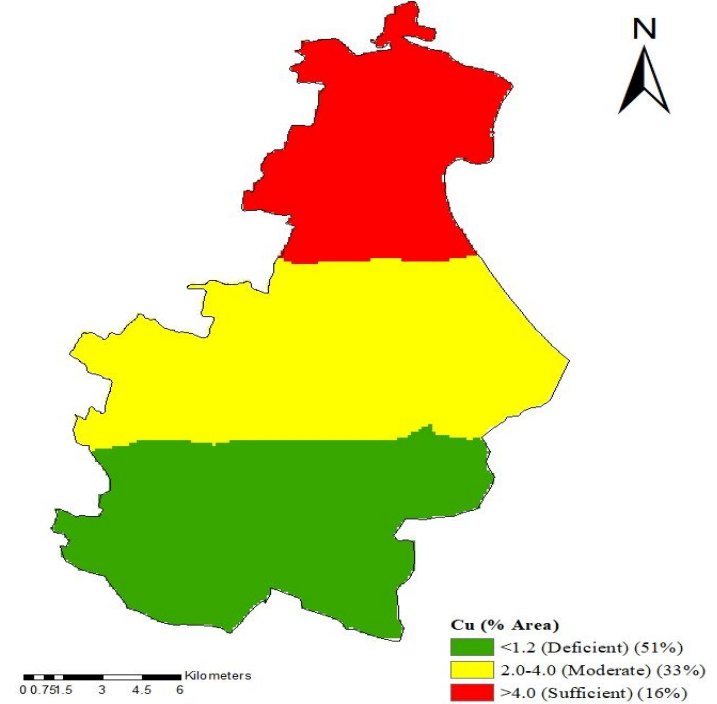 N
Cu (% Area)
<1.2 (Deficient) (51%)
2.0-4.0 (Moderate) (33%)
>4.0 (Sufficient) (16%)
Kilometers
0 0.751.5 3 4.5 6